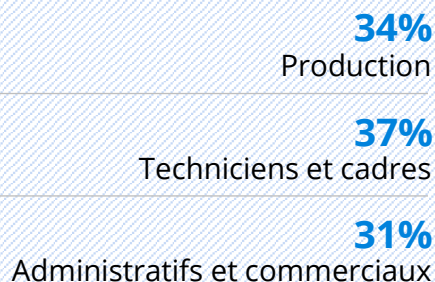 34%
Production
37%
Techniciens et cadres
31%
Administratifs et commerciaux